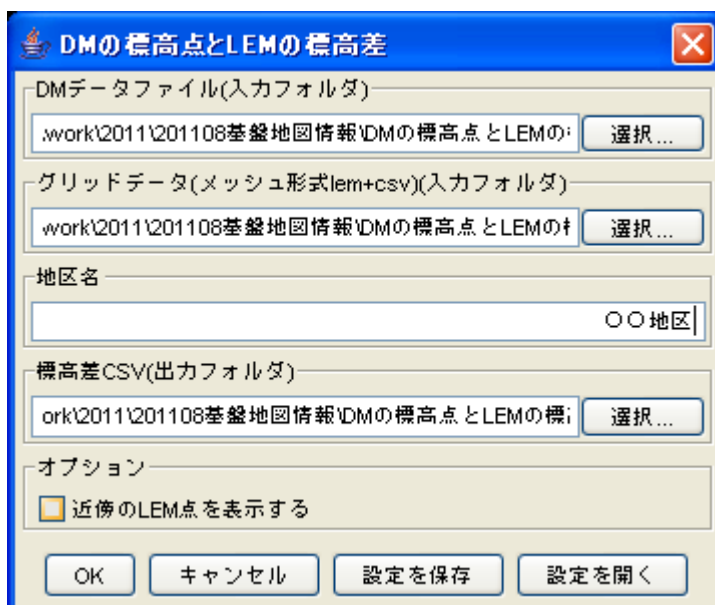 DMの標高点とLEMの標高差
DMデータファイル(入力フォルダ)
work\2011\201108基盤地図情報\DMの標高点とLEMの
選択...
グリッドデータ(メッシュ形式lem+csv)(入力フォルダ)
work\2011\201108基盤地図情報\DMの標高点とLEMの
選択...
地区名
〇〇地区
標高差CSV(出力フォルダ)
ork\2011\201108基盤地図情報\DMの標高点とLEMの標
選択...
オプション
近傍のLEM点を表示する
OK キャンセル 設定を保存 設定を開く